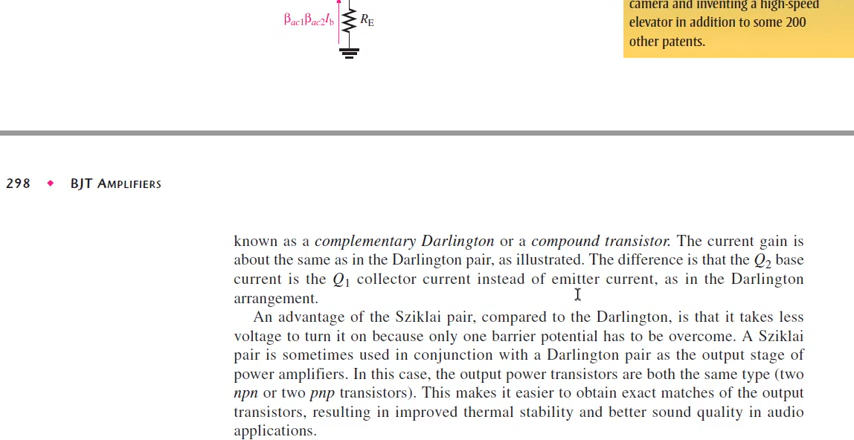 camera and inventing a high-speed
elevator in addition to some 200
other patents.
βac1βac2Ib
RE
298 ◆ BJT AMPLIFIERS
known as a complementary Darlington or a compound transistor. The current gain is
about the same as in the Darlington pair, as illustrated. The difference is that the Q2 base
current is the Q1 collector current instead of emitter current, as in the Darlington
arrangement.
An advantage of the Sziklai pair, compared to the Darlington, is that it takes less
voltage to turn it on because only one barrier potential has to be overcome. A Sziklai
pair is sometimes used in conjunction with a Darlington pair as the output stage of
power amplifiers. In this case, the output power transistors are both the same type (two
npn or two pnp transistors). This makes it easier to obtain exact matches of the output
transistors, resulting in improved thermal stability and better sound quality in audio
applications.